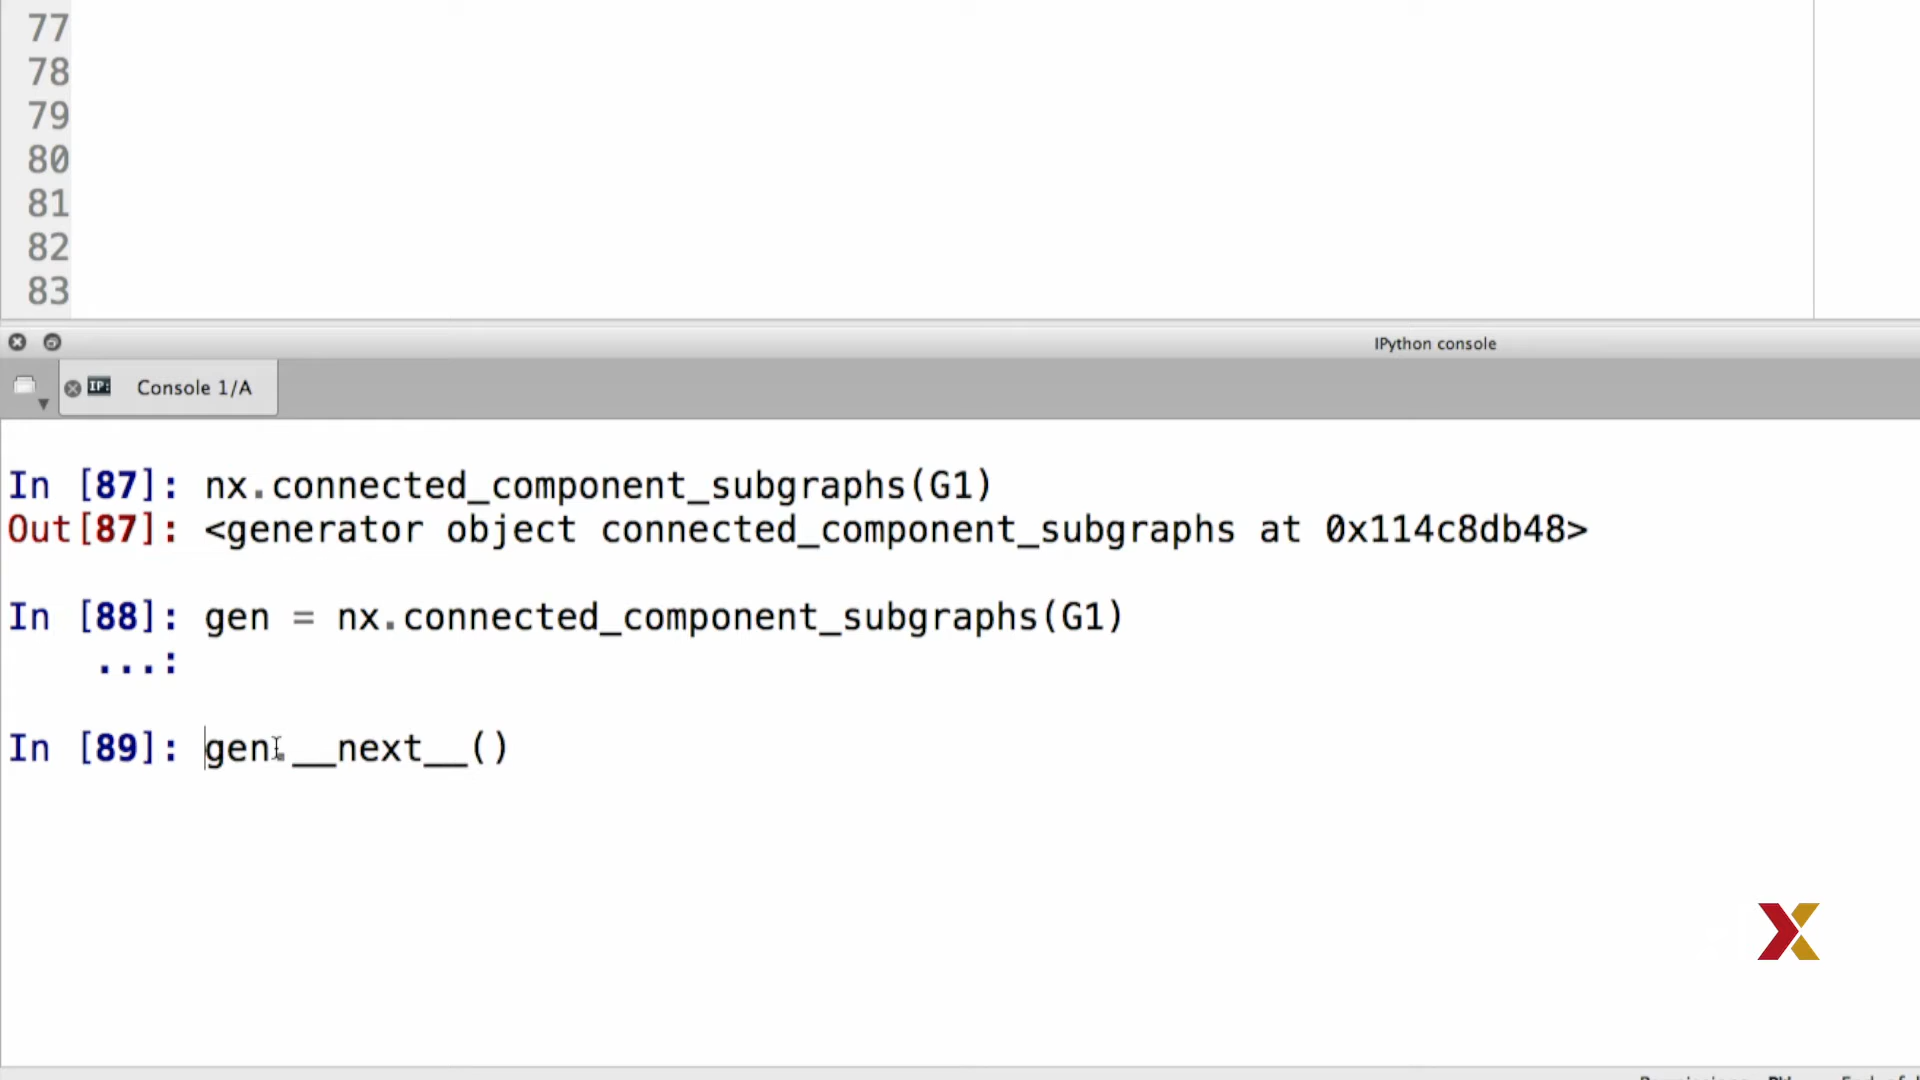 77
78
79
80
81
82
83
IPython console
IP: Console 1/A
In [87]: nx.connected_component_subgraphs(G1)
Out[87]: <generator object connected_component_subgraphs at 0x114c8db48>
In [88]: gen = nx.connected_component_subgraphs(G1)
...:
In [89]: gen.__next__()